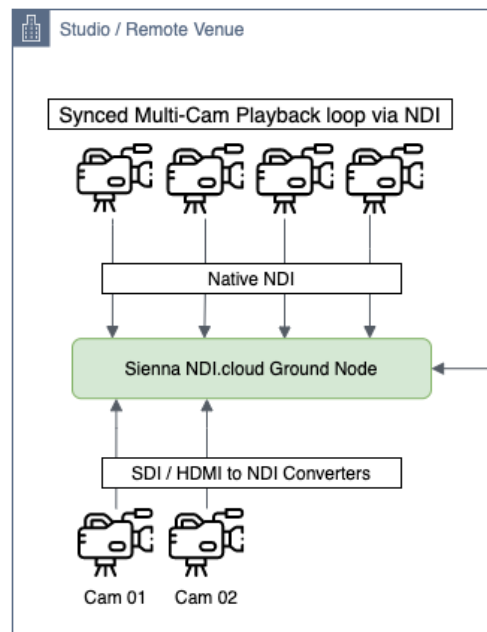 Studio / Remote Venue
Synced Multi-Cam Playback loop via NDI
Native NDI
Sienna NDI.cloud Ground Node
SDI / HDMI to NDI Converters
Cam 01
Cam 02